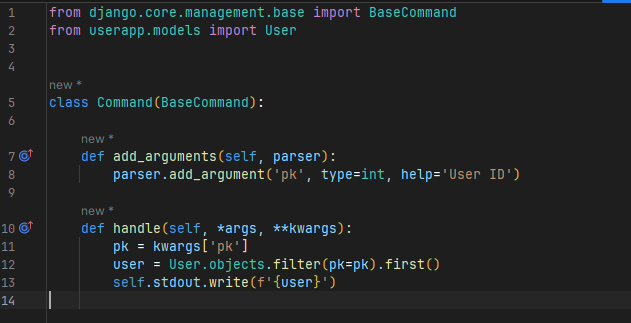 1 from django.core.management.base import BaseCommand
2 from userapp.models import User
3
4
new *
5 class Command(BaseCommand):
6
new *
7 def add_arguments(self, parser):
8 parser.add_argument('pk', type=int, help='User ID')
9
new *
10 def handle(self, *args, **kwargs):
11 pk = kwargs['pk']
12 user = User.objects.filter(pk=pk).first()
13 self.stdout.write(f'{user}')
14